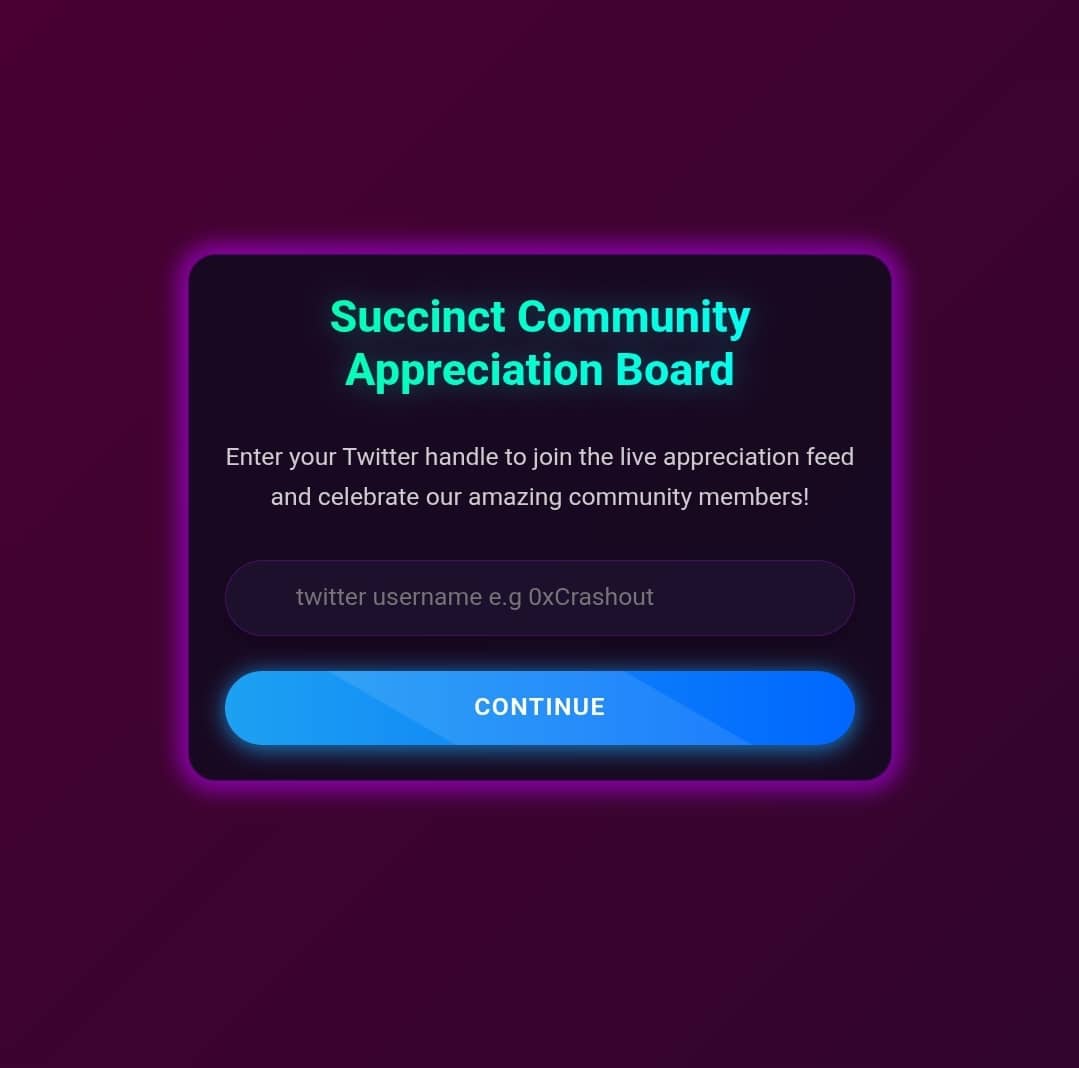 Succinct Community
Appreciation Board
Enter your Twitter handle to join the live appreciation feed
and celebrate our amazing community members!
twitter username e.g 0xCrashout
CONTINUE